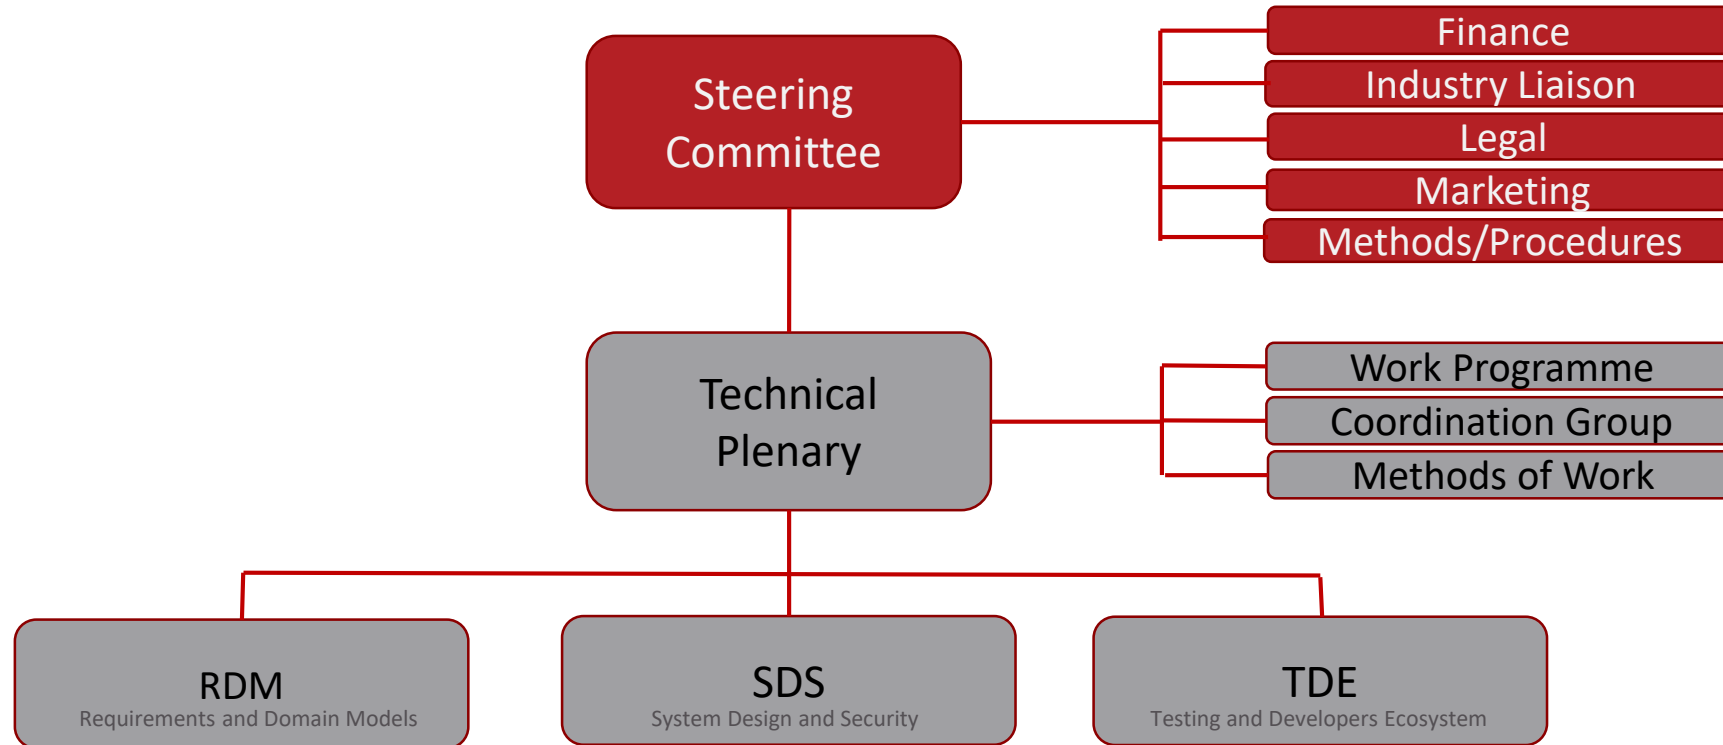 Steering
Committee
Finance
Industry Liaison
Legal
Marketing
Methods/Procedures
Technical
Plenary
Work Programme
Coordination Group
Methods of Work
RDM
Requirements and Domain Models
SDS
System Design and Security
TDE
Testing and Developers Ecosystem